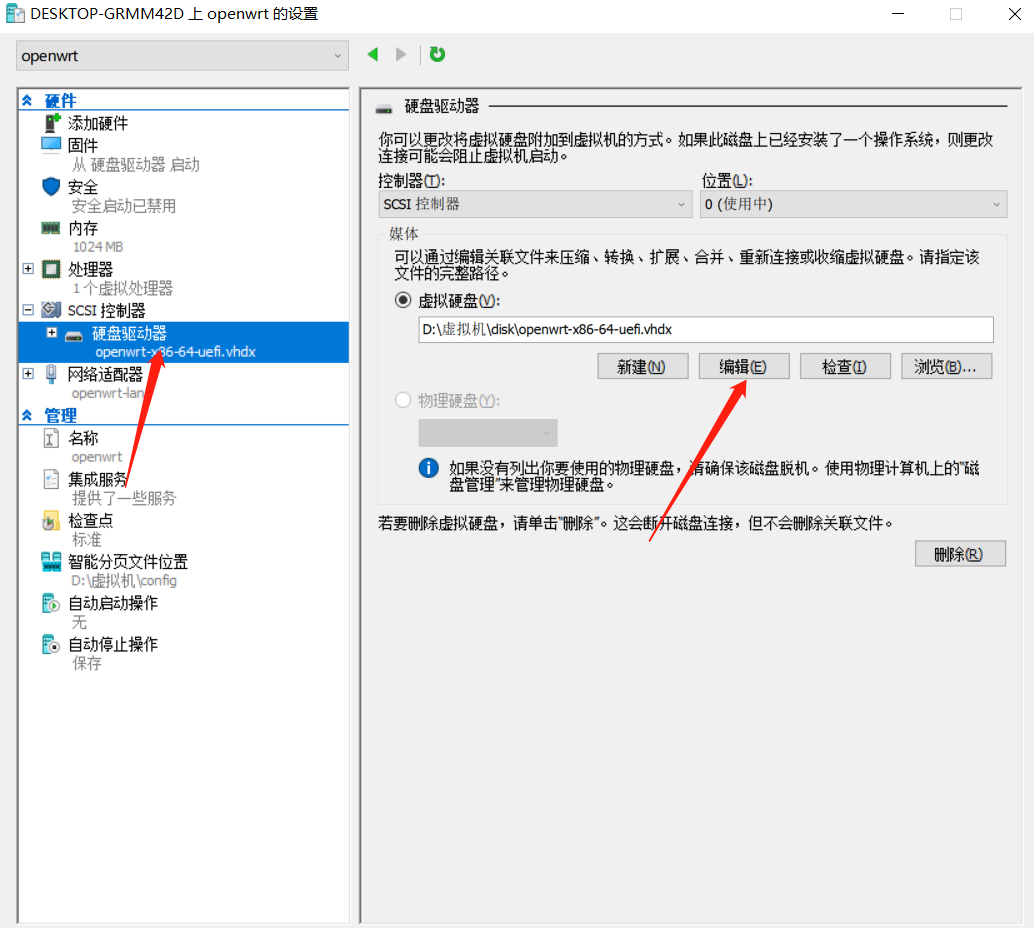 DESKTOP-GRMM42D 上 openwrt 的设置
openwrt
硬件
添加硬件
固件
从 硬盘驱动器 启动
安全
安全启动已禁用
内存
1024 MB
处理器
1 个虚拟处理器
SCSI 控制器
硬盘驱动器
openwrt-x86-64-uefi.vhdx
网络适配器
openwrt-lan
管理
名称
openwrt
集成服务
提供了一些服务
检查点
标准
智能分页文件位置
D:\虚拟机\config
自动启动操作
无
自动停止操作
保存
硬盘驱动器
你可以更改将虚拟硬盘附加到虚拟机的方式。如果此磁盘上已经安装了一个操作系统，则更改
连接可能会阻止虚拟机启动。
控制器(T): 位置(L):
SCSI 控制器 0 (使用中)
媒体
可以通过编辑关联文件来压缩、转换、扩展、合并、重新连接或收缩虚拟硬盘。请指定该
文件的完整路径。
虚拟硬盘(V):
D:\虚拟机\disk\openwrt-x86-64-uefi.vhdx
新建(N) 编辑(E) 检查(I) 浏览(B)...
物理硬盘(Y):
如果没有列出你要使用的物理硬盘，请确保该磁盘脱机。使用物理计算机上的"磁
盘管理"来管理物理硬盘。
若要删除虚拟硬盘，请单击"删除"。这会断开磁盘连接，但不会删除关联文件。
删除(R)